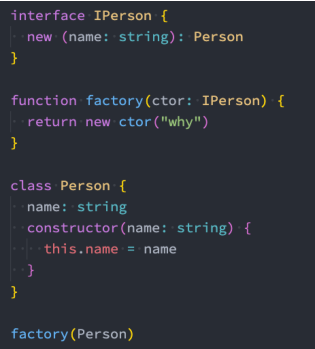 interface IPerson {
  new (name: string): Person
}

function factory(ctor: IPerson) {
  return new ctor("why")
}

class Person {
  name: string
  constructor(name: string) {
    this.name = name
  }
}

factory(Person)